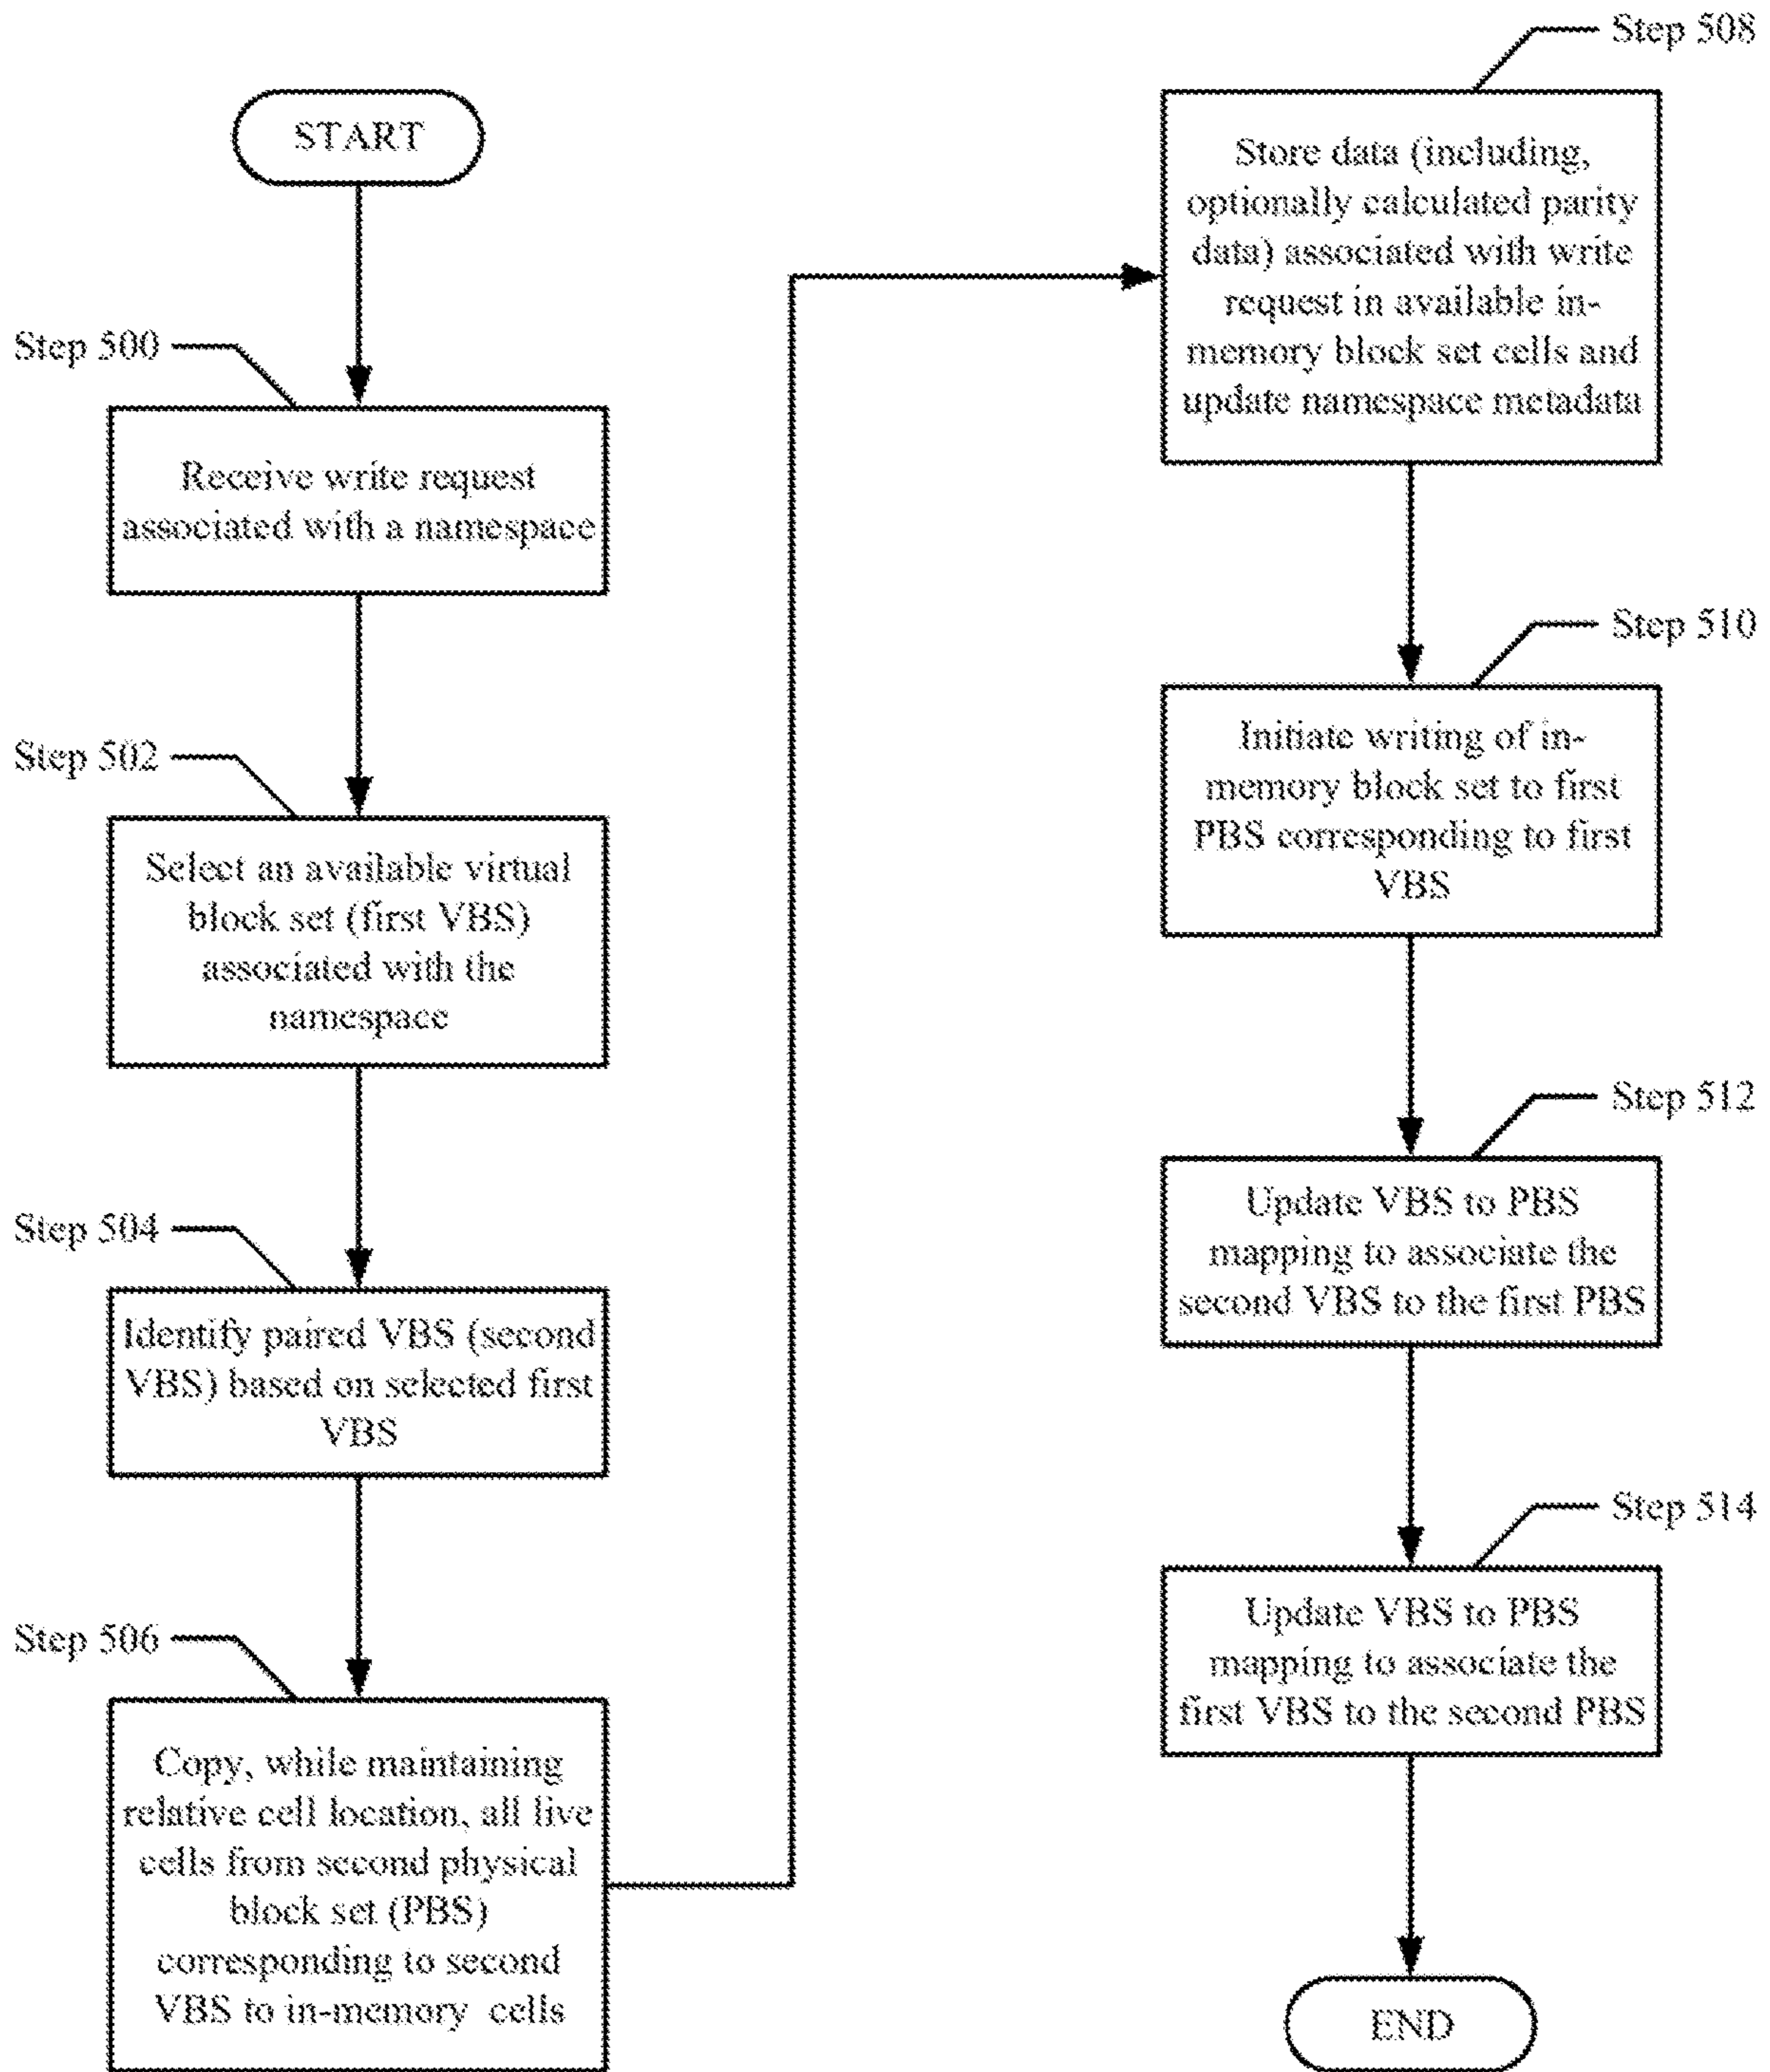 START
Step 500
Receive write request
associated with a namespace
Step 502
Select an available virtual
block set (first VBS)
associated with the
namespace
Step 504
Identify paired VBS (second
VBS) based on selected first
VBS
Step 506
Copy, while maintaining
relative cell location, all live
cells from second physical
block set (PBS)
corresponding to second
VBS to in-memory cells
Step 508
Store data (including,
optionally calculated parity
data) associated with write
request in available in-
memory block set cells and
update namespace metadata
Step 510
Initiate writing of in-
memory block set to first
PBS corresponding to first
VBS
Step 512
Update VBS to PBS
mapping to associate the
second VBS to the first PBS
Step 514
Update VBS to PBS
mapping to associate the
first VBS to the second PBS
END